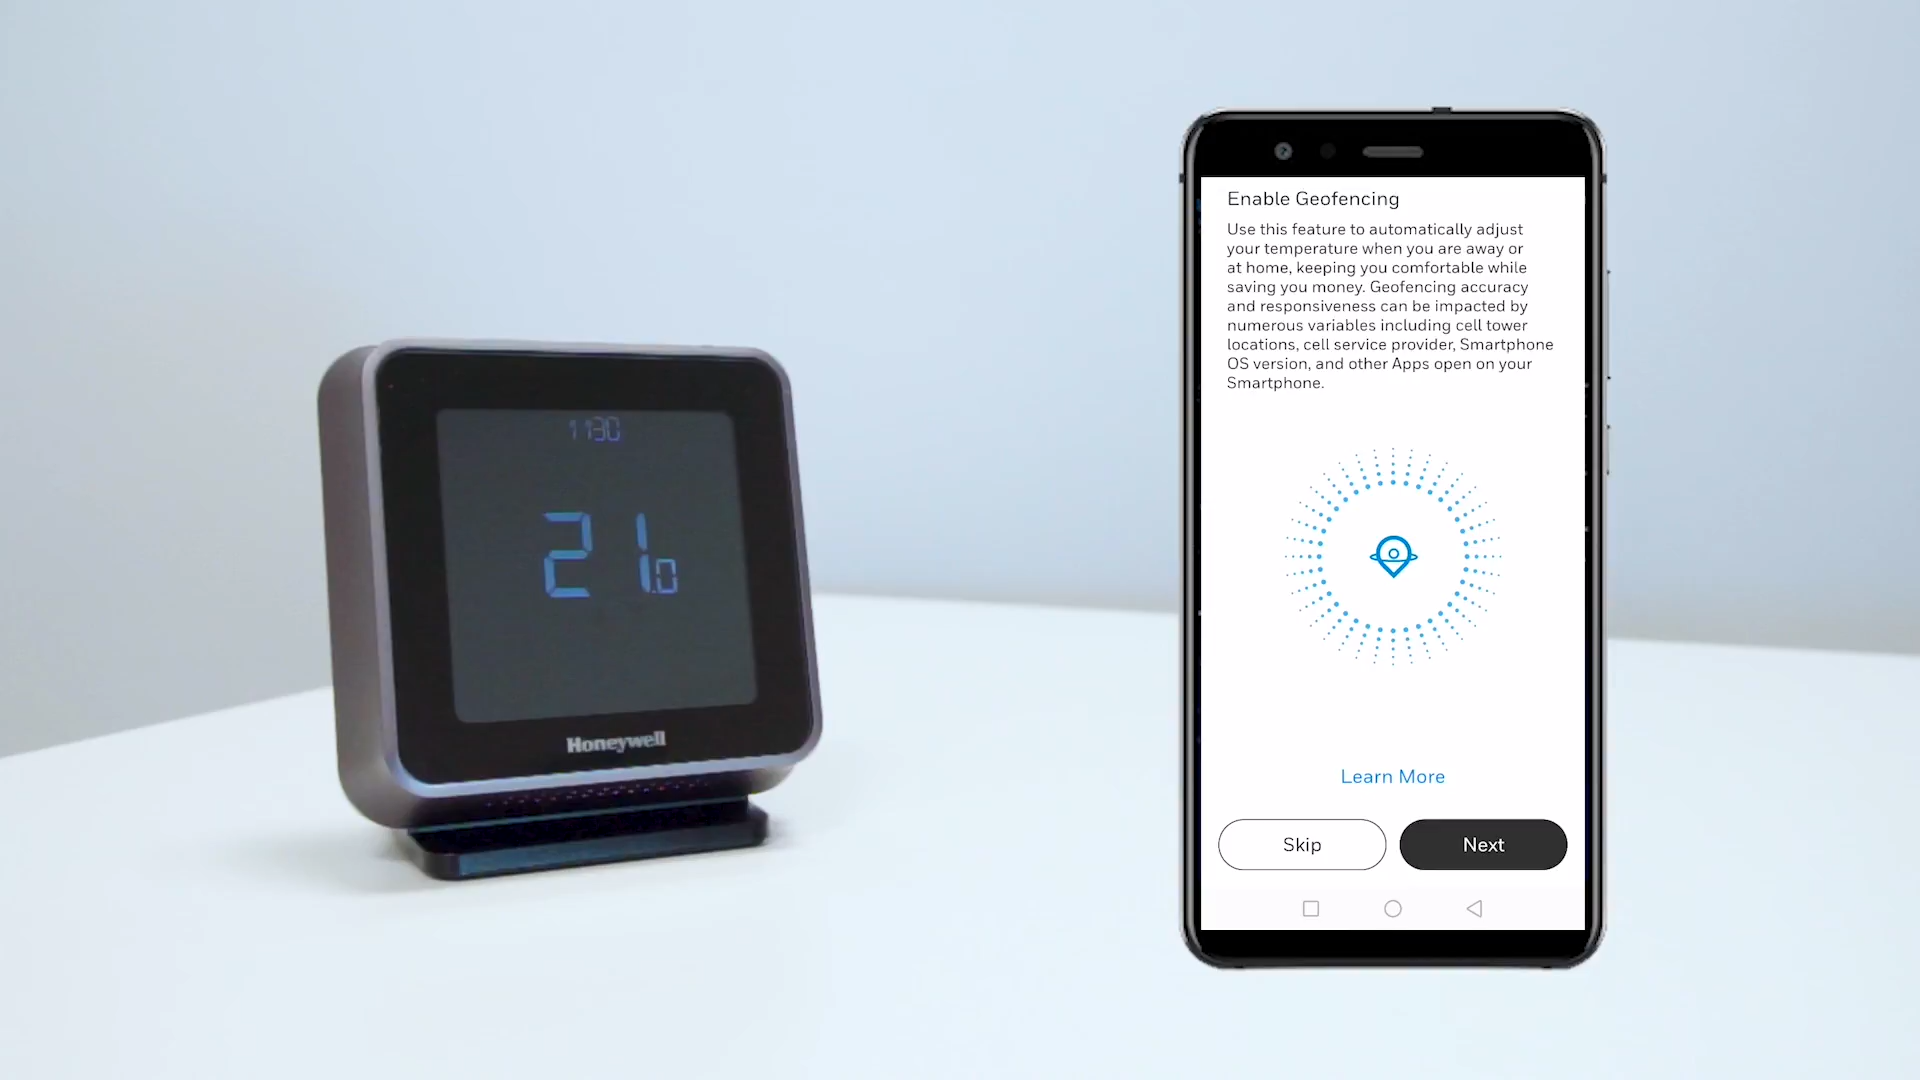 1130
21.0
Honeywell
Enable Geofencing
Use this feature to automatically adjust
your temperature when you are away or
at home, keeping you comfortable while
saving you money. Geofencing accuracy
and responsiveness can be impacted by
numerous variables including cell tower
locations, cell service provider, Smartphone
OS version, and other Apps open on your
Smartphone.
Learn More
Skip
Next